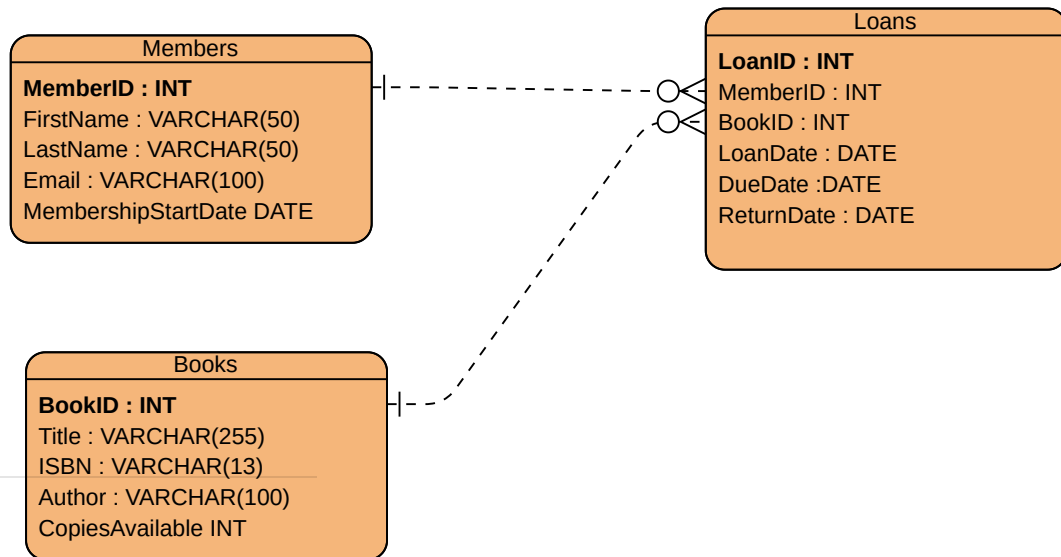 Members
MemberID : INT
FirstName : VARCHAR(50)
LastName : VARCHAR(50)
Email : VARCHAR(100)
MembershipStartDate DATE
Loans
LoanID : INT
MemberID : INT
BookID : INT
LoanDate : DATE
DueDate :DATE
ReturnDate : DATE
Books
BookID : INT
Title : VARCHAR(255)
ISBN : VARCHAR(13)
Author : VARCHAR(100)
CopiesAvailable INT